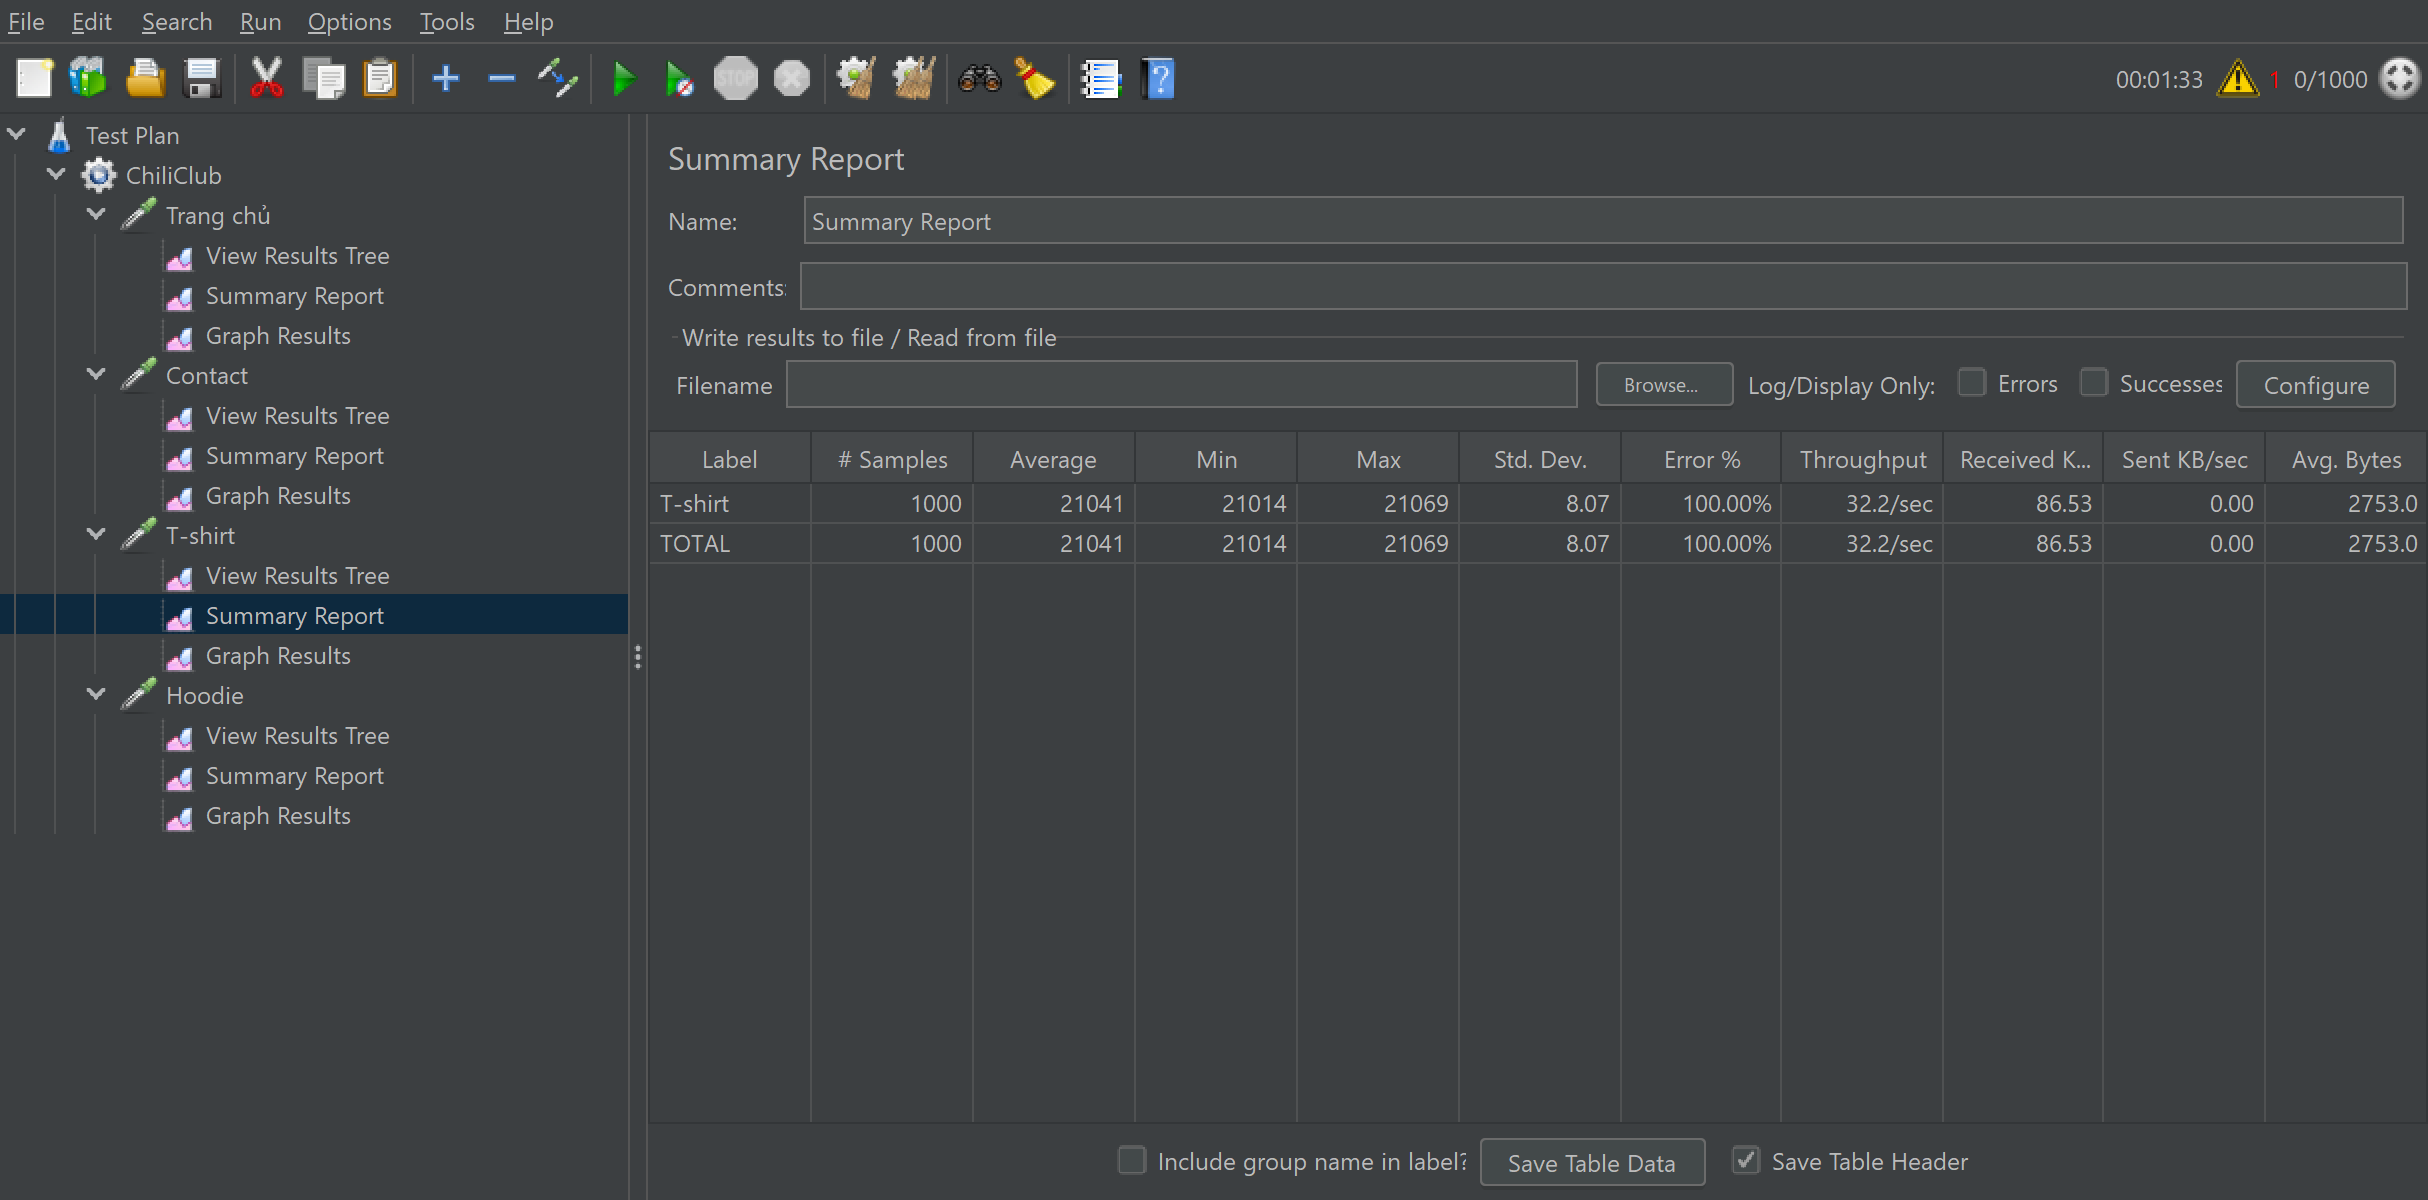 File Edit Search Run Options Tools Help
STOP
00:01:33 1 0/1000
Test Plan
ChiliClub
Trang chủ
View Results Tree
Summary Report
Graph Results
Contact
View Results Tree
Summary Report
Graph Results
T-shirt
View Results Tree
Summary Report
Graph Results
Hoodie
View Results Tree
Summary Report
Graph Results
Summary Report
Name: Summary Report
Comments:
Write results to file / Read from file
Filename Browse... Log/Display Only: Errors Successes Configure
Label # Samples Average Min Max Std. Dev. Error % Throughput Received K... Sent KB/sec Avg. Bytes
T-shirt 1000 21041 21014 21069 8.07 100.00% 32.2/sec 86.53 0.00 2753.0
TOTAL 1000 21041 21014 21069 8.07 100.00% 32.2/sec 86.53 0.00 2753.0
Include group name in label? Save Table Data Save Table Header